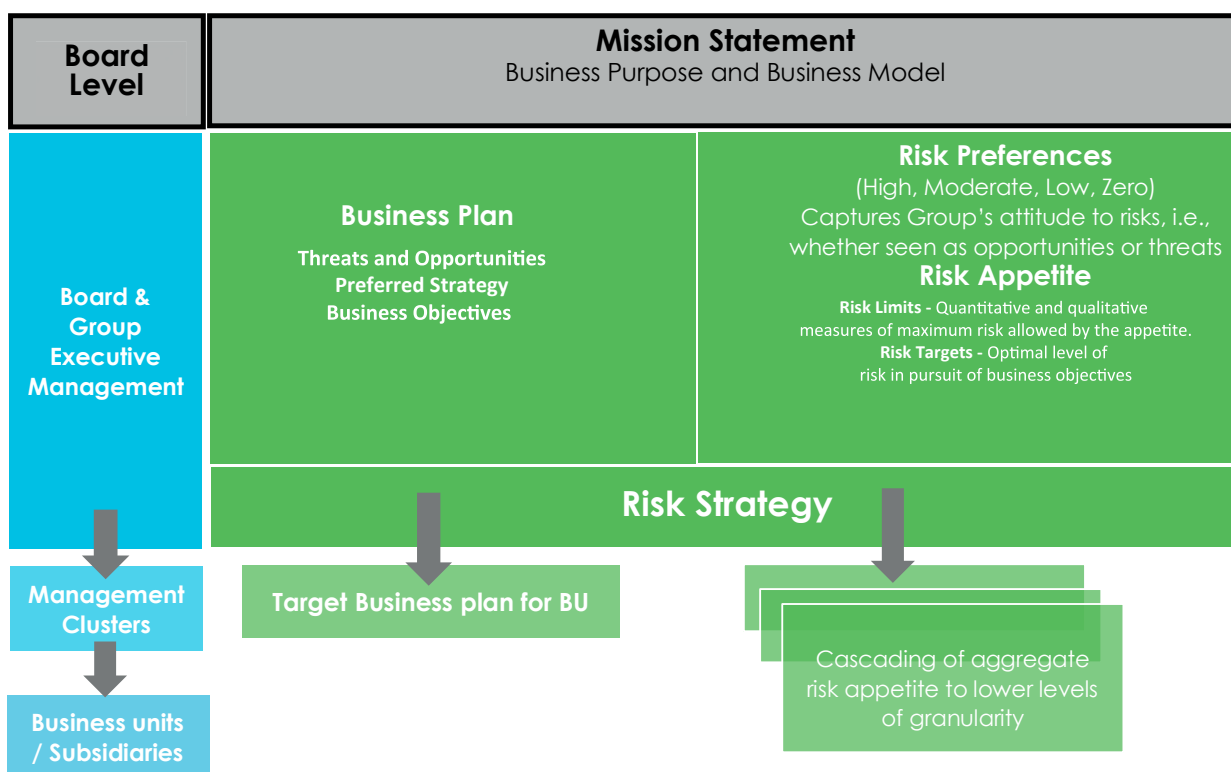 Board
Level
Mission Statement
Business Purpose and Business Model
Board &
Group
Executive
Management
Business Plan
Threats and Opportunities
Preferred Strategy
Business Objectives
Risk Preferences
(High, Moderate, Low, Zero)
Captures Group's attitude to risks, i.e.,
whether seen as opportunities or threats
Risk Appetite
Risk Limits - Quantitative and qualitative
measures of maximum risk allowed by the appetite.
Risk Targets - Optimal level of
risk in pursuit of business objectives
Risk Strategy
Management
Clusters
Target Business plan for BU
Cascading of aggregate
risk appetite to lower levels
of granularity
Business units
/ Subsidiaries